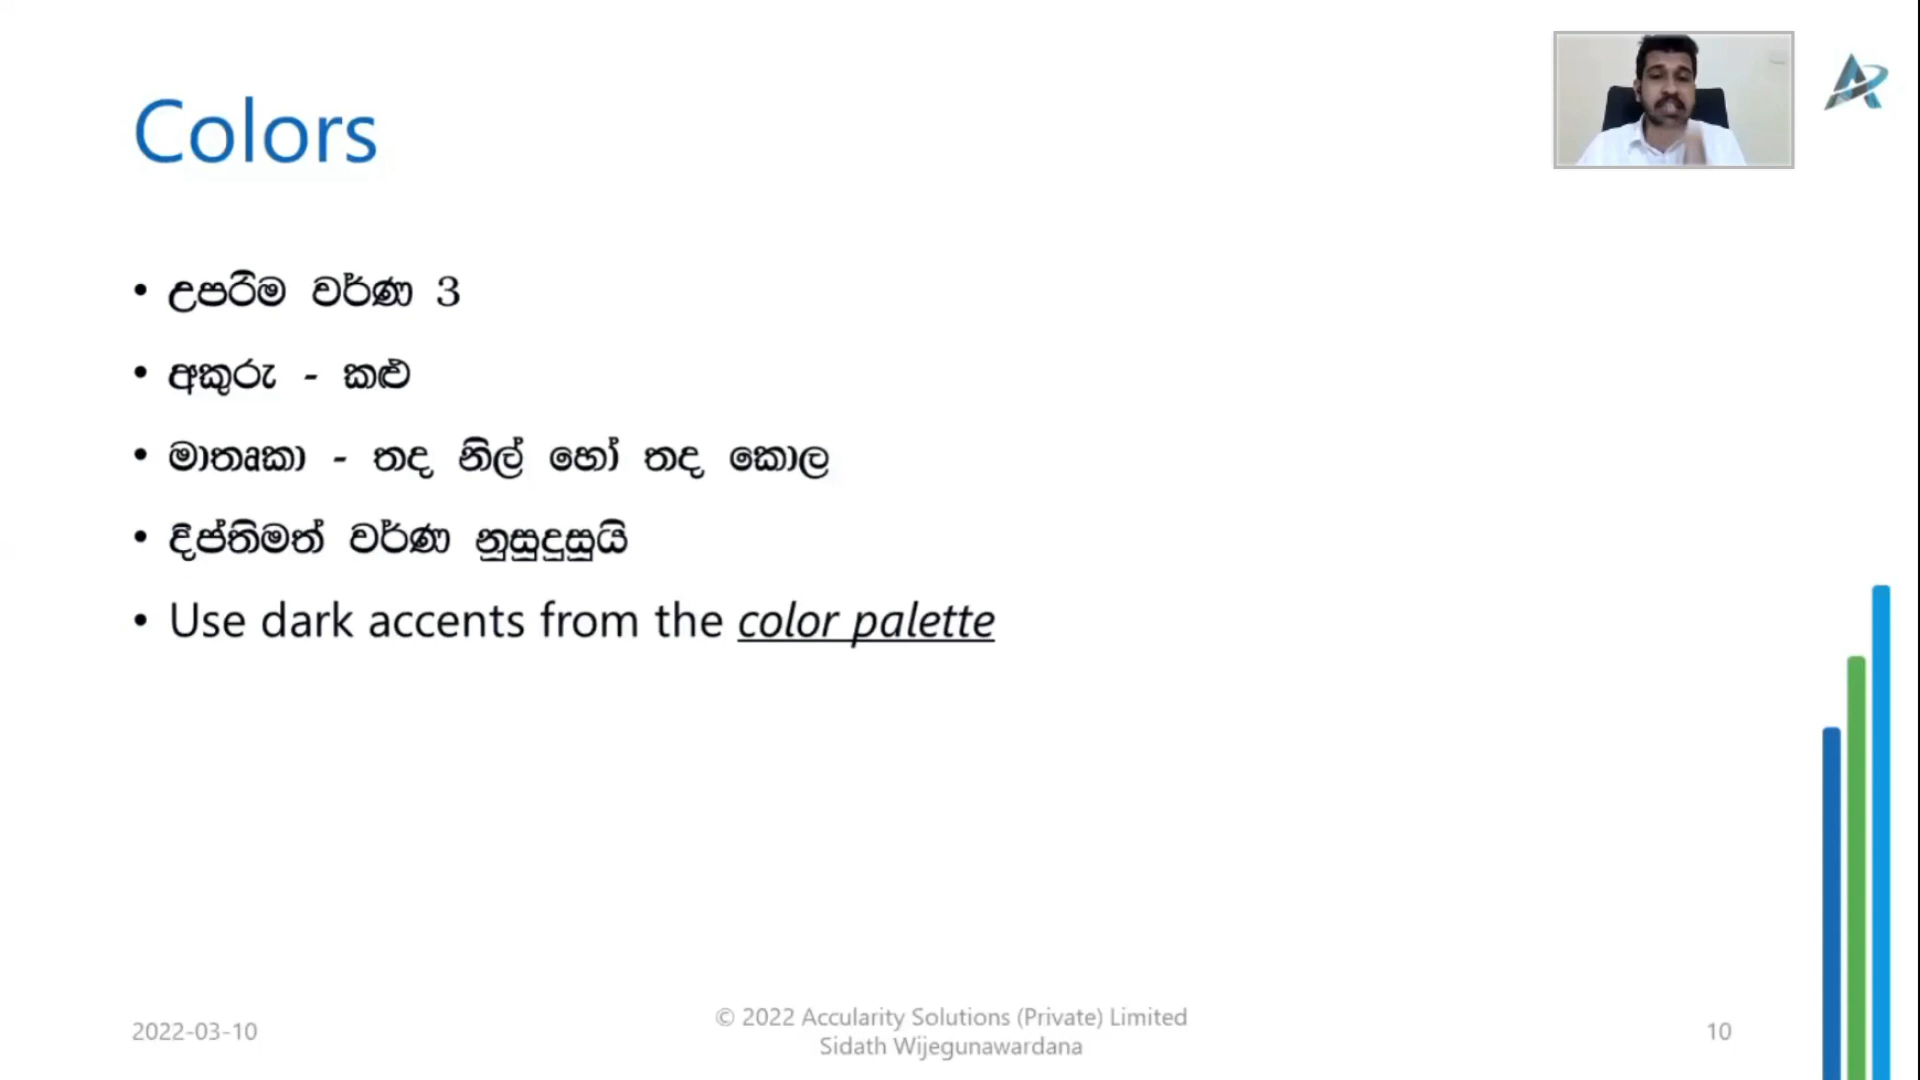 Colors
• උපරිම වර්ණ 3
• අකුරු - කළු
• මාතෘකා - තද නිල් හෝ තද කොල
• දිප්තිමත් වර්ණ නුසුදුසුයි
• Use dark accents from the color palette
2022-03-10
© 2022 Accularity Solutions (Private) Limited
Sidath Wijegunawardana
10